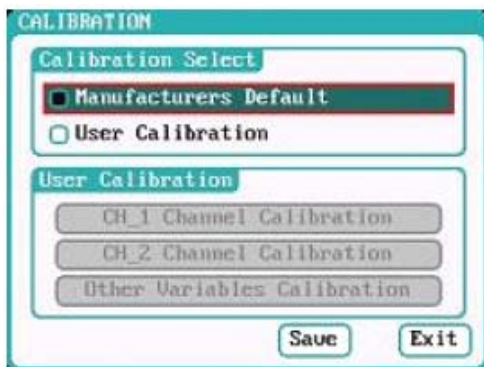 CALIBRATION
Calibration Select
Manufacturers Default
User Calibration
User Calibration
CH_1 Channel Calibration
CH_2 Channel Calibration
Other Variables Calibration
Save Exit